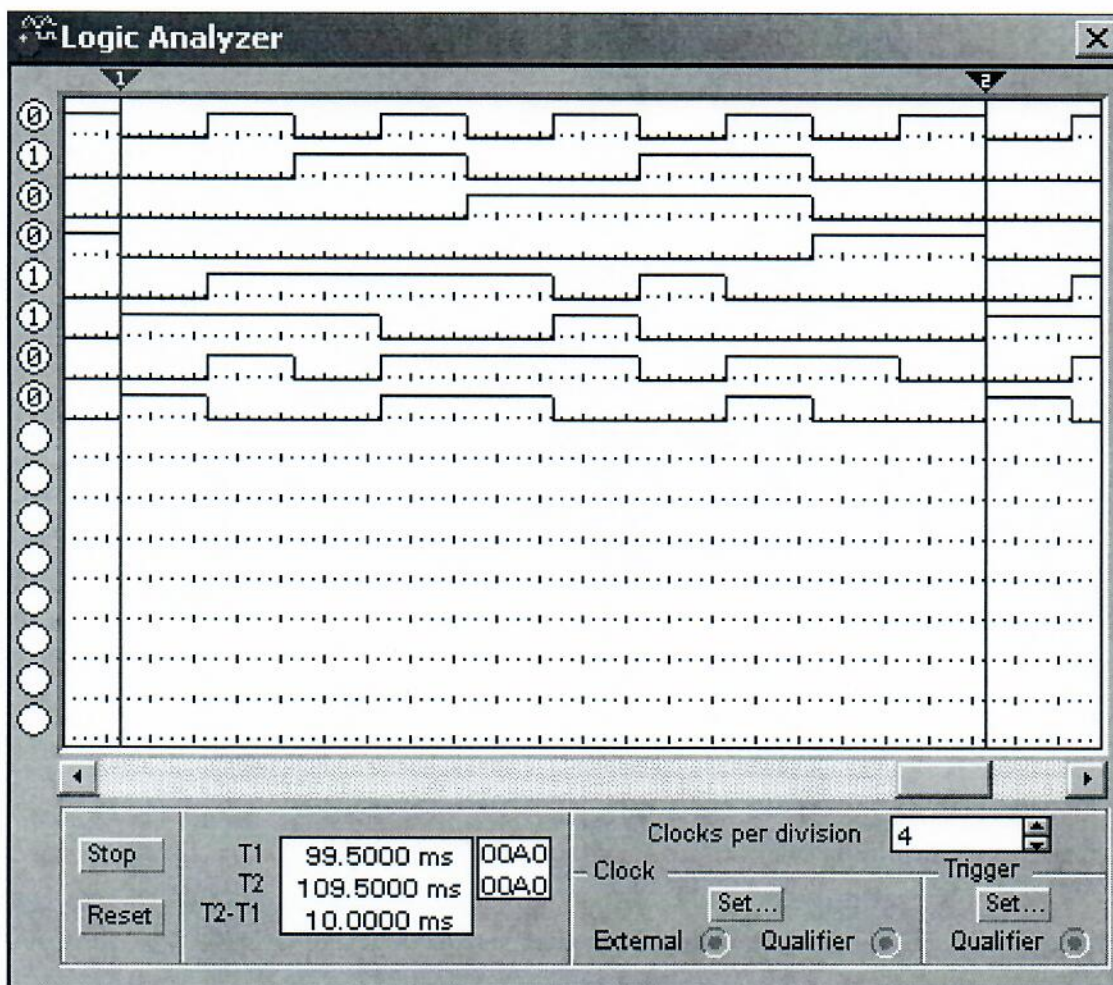 Logic Analyzer
1 2
0
1
0
0
1
1
0
0
Stop
Reset
T1 99.5000 ms 00A0
T2 109.5000 ms 00A0
T2-T1 10.0000 ms
Clocks per division 4
Clock
Set...
External Qualifier
Trigger
Set...
Qualifier